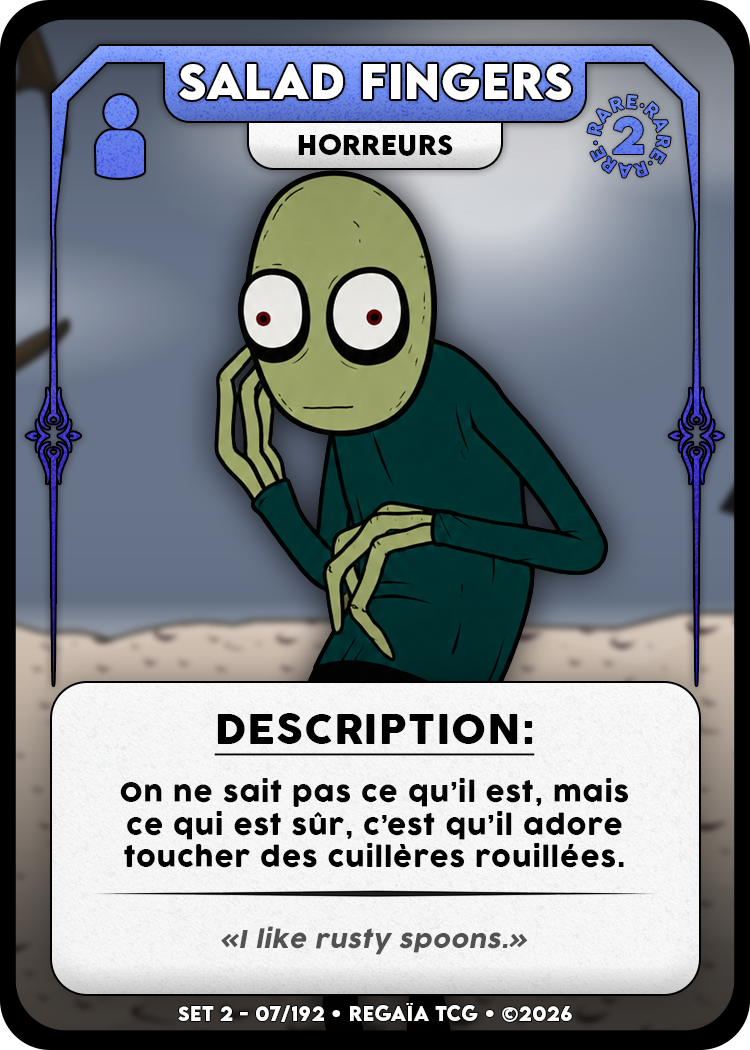 SALAD FINGERS
HORREURS
RARE • RARE • RARE •
2
DESCRIPTION:
On ne sait pas ce qu’il est, mais
ce qui est sûr, c’est qu’il adore
toucher des cuillères rouillées.
«I like rusty spoons.»
SET 2 - 07/192 • REGAÏA TCG • ©2026